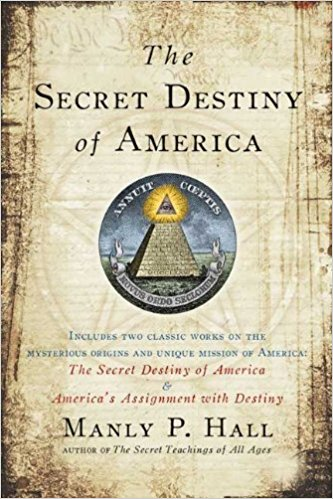 The
SECRET DESTINY
of AMERICA
ANNUIT CŒPTIS
NOVUS ORDO SECLORUM
INCLUDES TWO CLASSIC WORKS ON THE
MYSTERIOUS ORIGINS AND UNIQUE MISSION OF AMERICA:
The Secret Destiny of America
&
America's Assignment with Destiny
MANLY P. HALL
AUTHOR OF The Secret Teachings of All Ages